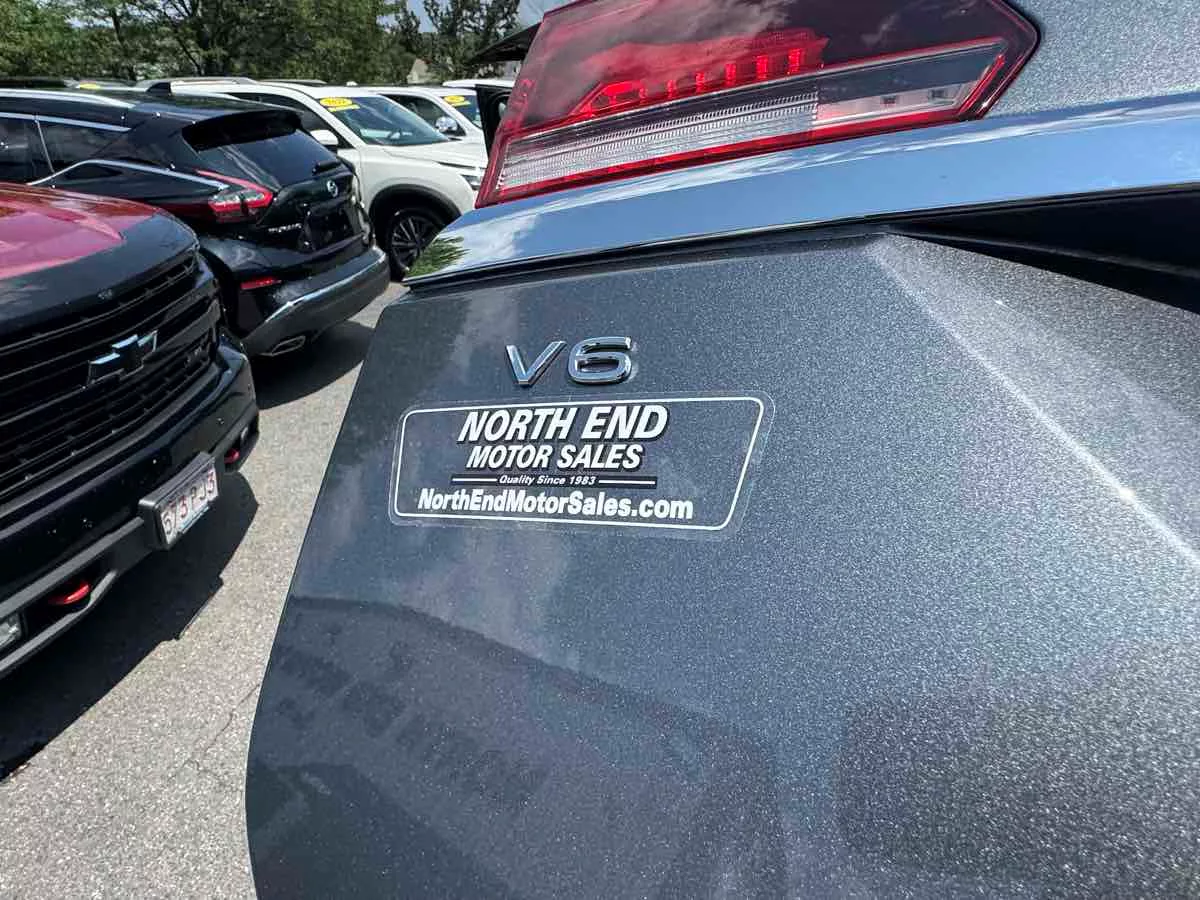 V6
NORTH END
MOTOR SALES
Quality Since 1983
NorthEndMotorSales.com